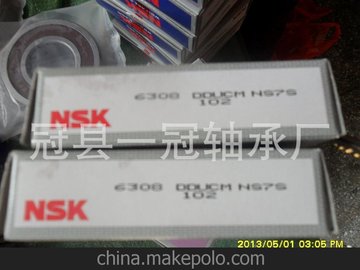 6308 DDUCM NS7S
102
NSK
冠县一冠轴承厂
6308 DDUCM NS7S
102
NSK
2013/05/01 03:05 PM
china.makepolo.com